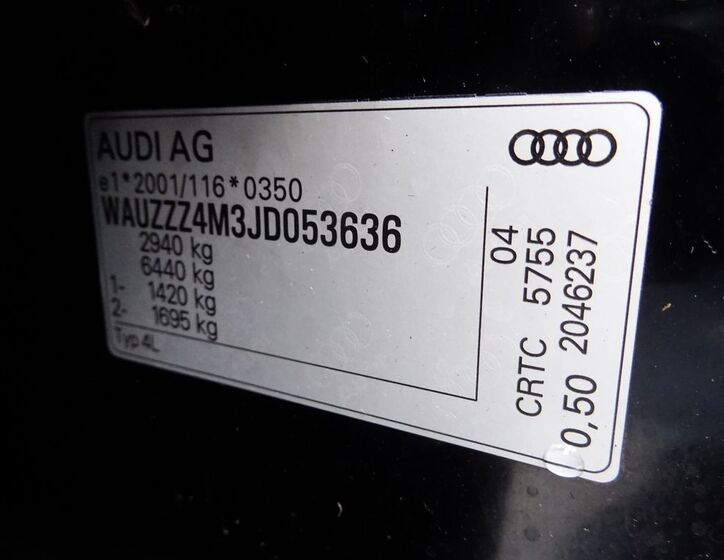 AUDI AG
e1*2001/116*0350
WAUZZZ4M3JD053636
2940 kg
6440 kg
1- 1420 kg
2- 1695 kg
Typ 4L
04
CRTC 5755
0,50 2046237